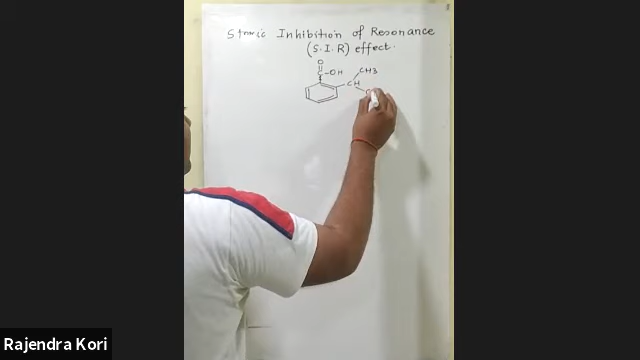 Steric Inhibition of Resonance
(S.I.R) effect.
O
C-OH
CH3
CH
Rajendra Kori